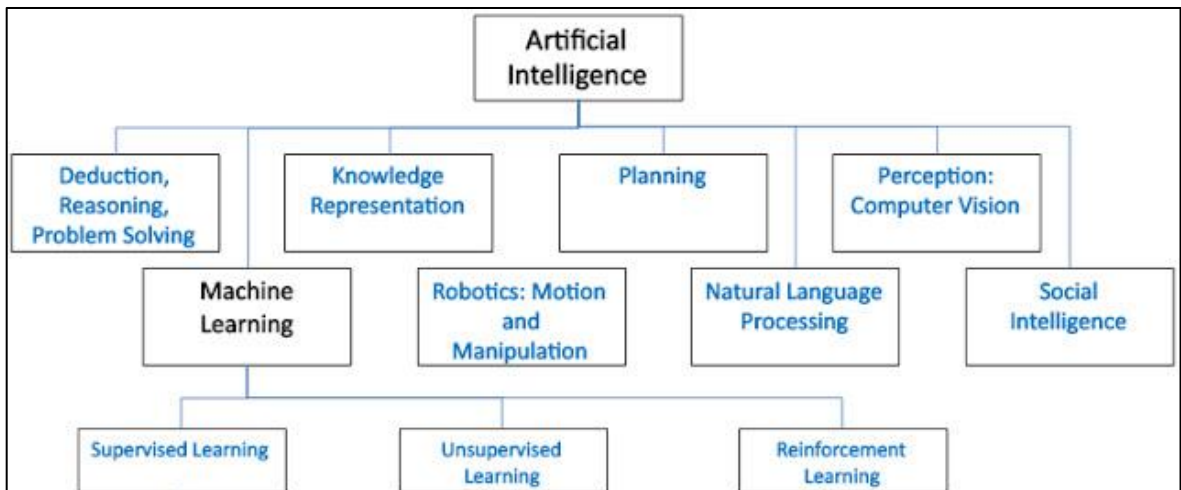 Artificial
Intelligence
Deduction,
Reasoning,
Problem Solving
Knowledge
Representation
Planning
Perception:
Computer Vision
Machine
Learning
Robotics: Motion
and
Manipulation
Natural Language
Processing
Social
Intelligence
Supervised Learning
Unsupervised
Learning
Reinforcement
Learning